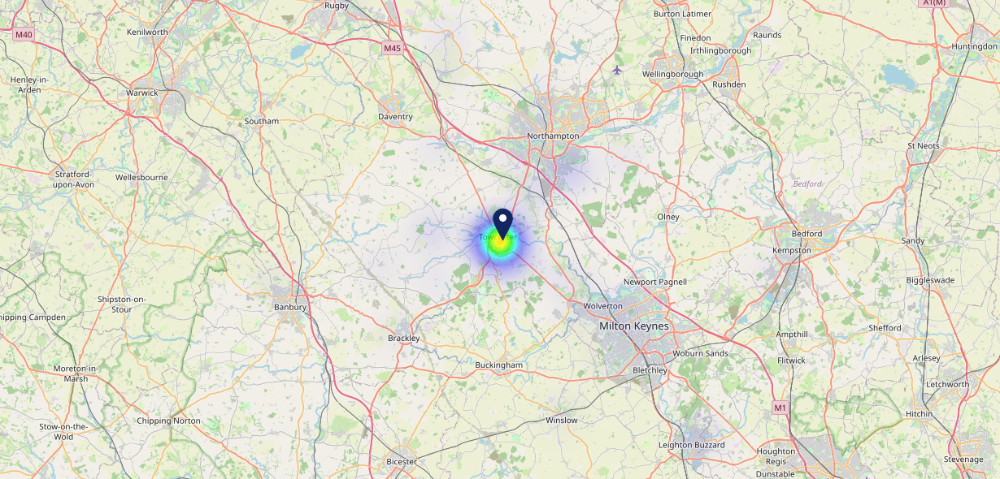 Rugby
A1(M)
Burton Latimer
M40
Kenilworth
Finedon
Raunds
M45
Irthlingborough
Huntingdon
Henley-in-
Arden
Wellingborough
Rushden
Warwick
Daventry
Southam
Northampton
St Neots
Stratford-
upon-Avon
Wellesbourne
Bedford
Olney
Bedford
Towcester
Sandy
Kempston
Biggleswade
Newport Pagnell
Shipston-on-
Stour
Banbury
Wolverton
hipping Campden
Milton Keynes
Shefford
Brackley
Ampthill
Woburn Sands
Arlesey
Flitwick
Buckingham
Bletchley
Moreton-in-
Marsh
Letchworth
M1
Hitchin
Chipping Norton
Winslow
Stow-on-the-
Wold
Leighton Buzzard
Houghton
Regis
Stevenage
Bicester
Dunstable